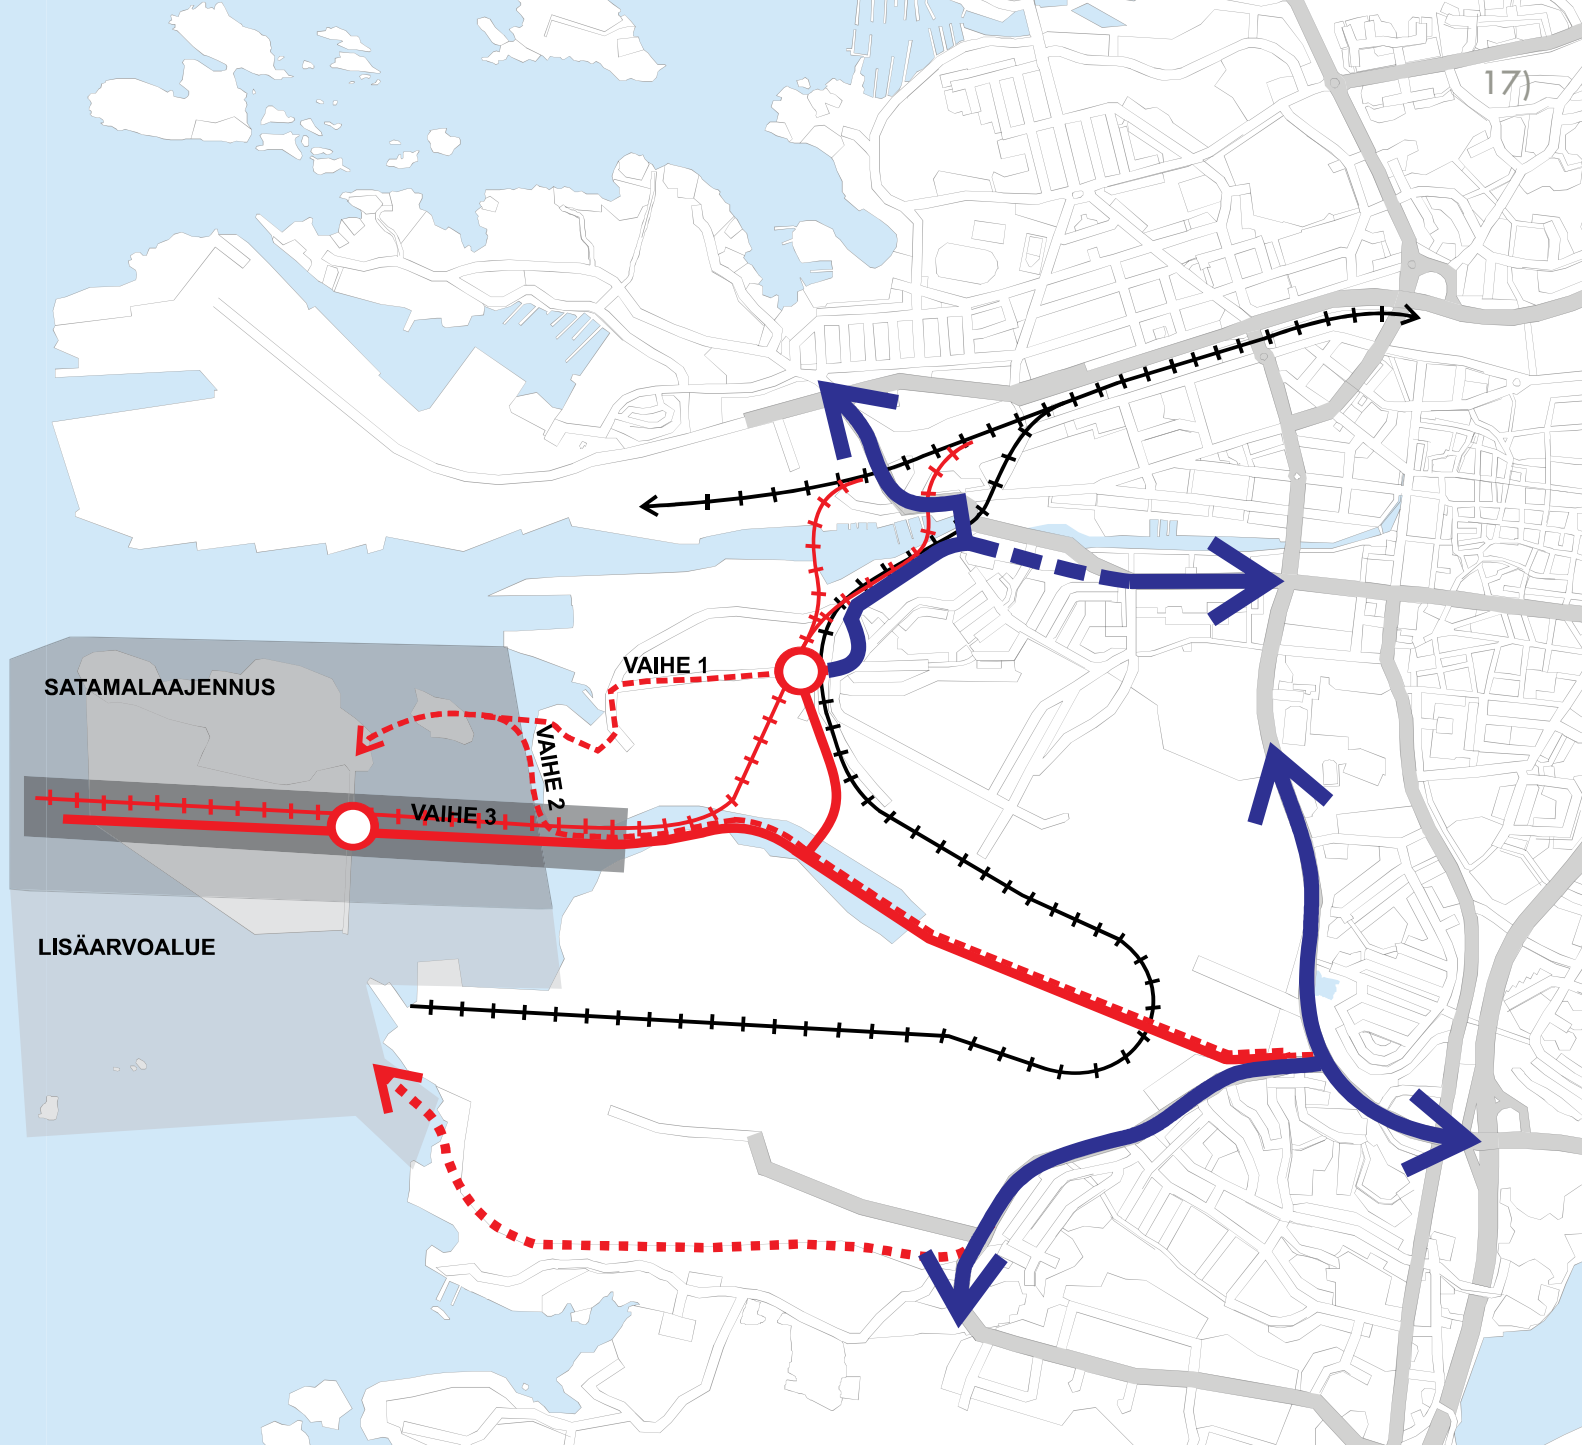 17)
VAIHE 1
SATAMALAAJENNUS
VAIHE 2
VAIHE 3
LISÄARVOALUE